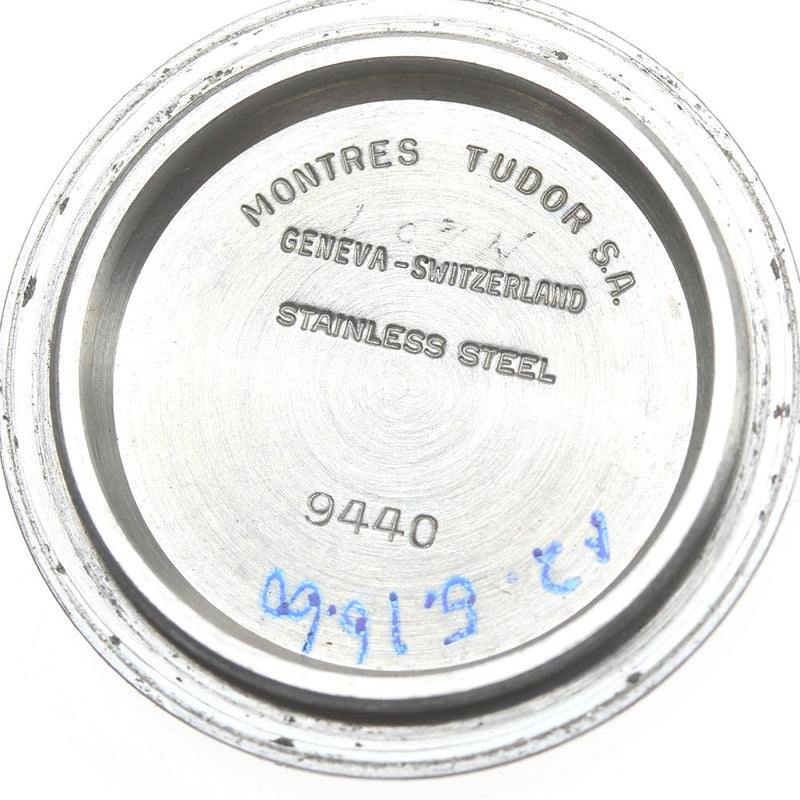 MONTRES TUDOR S.A.
GENEVA-SWITZERLAND
STAINLESS STEEL
9440